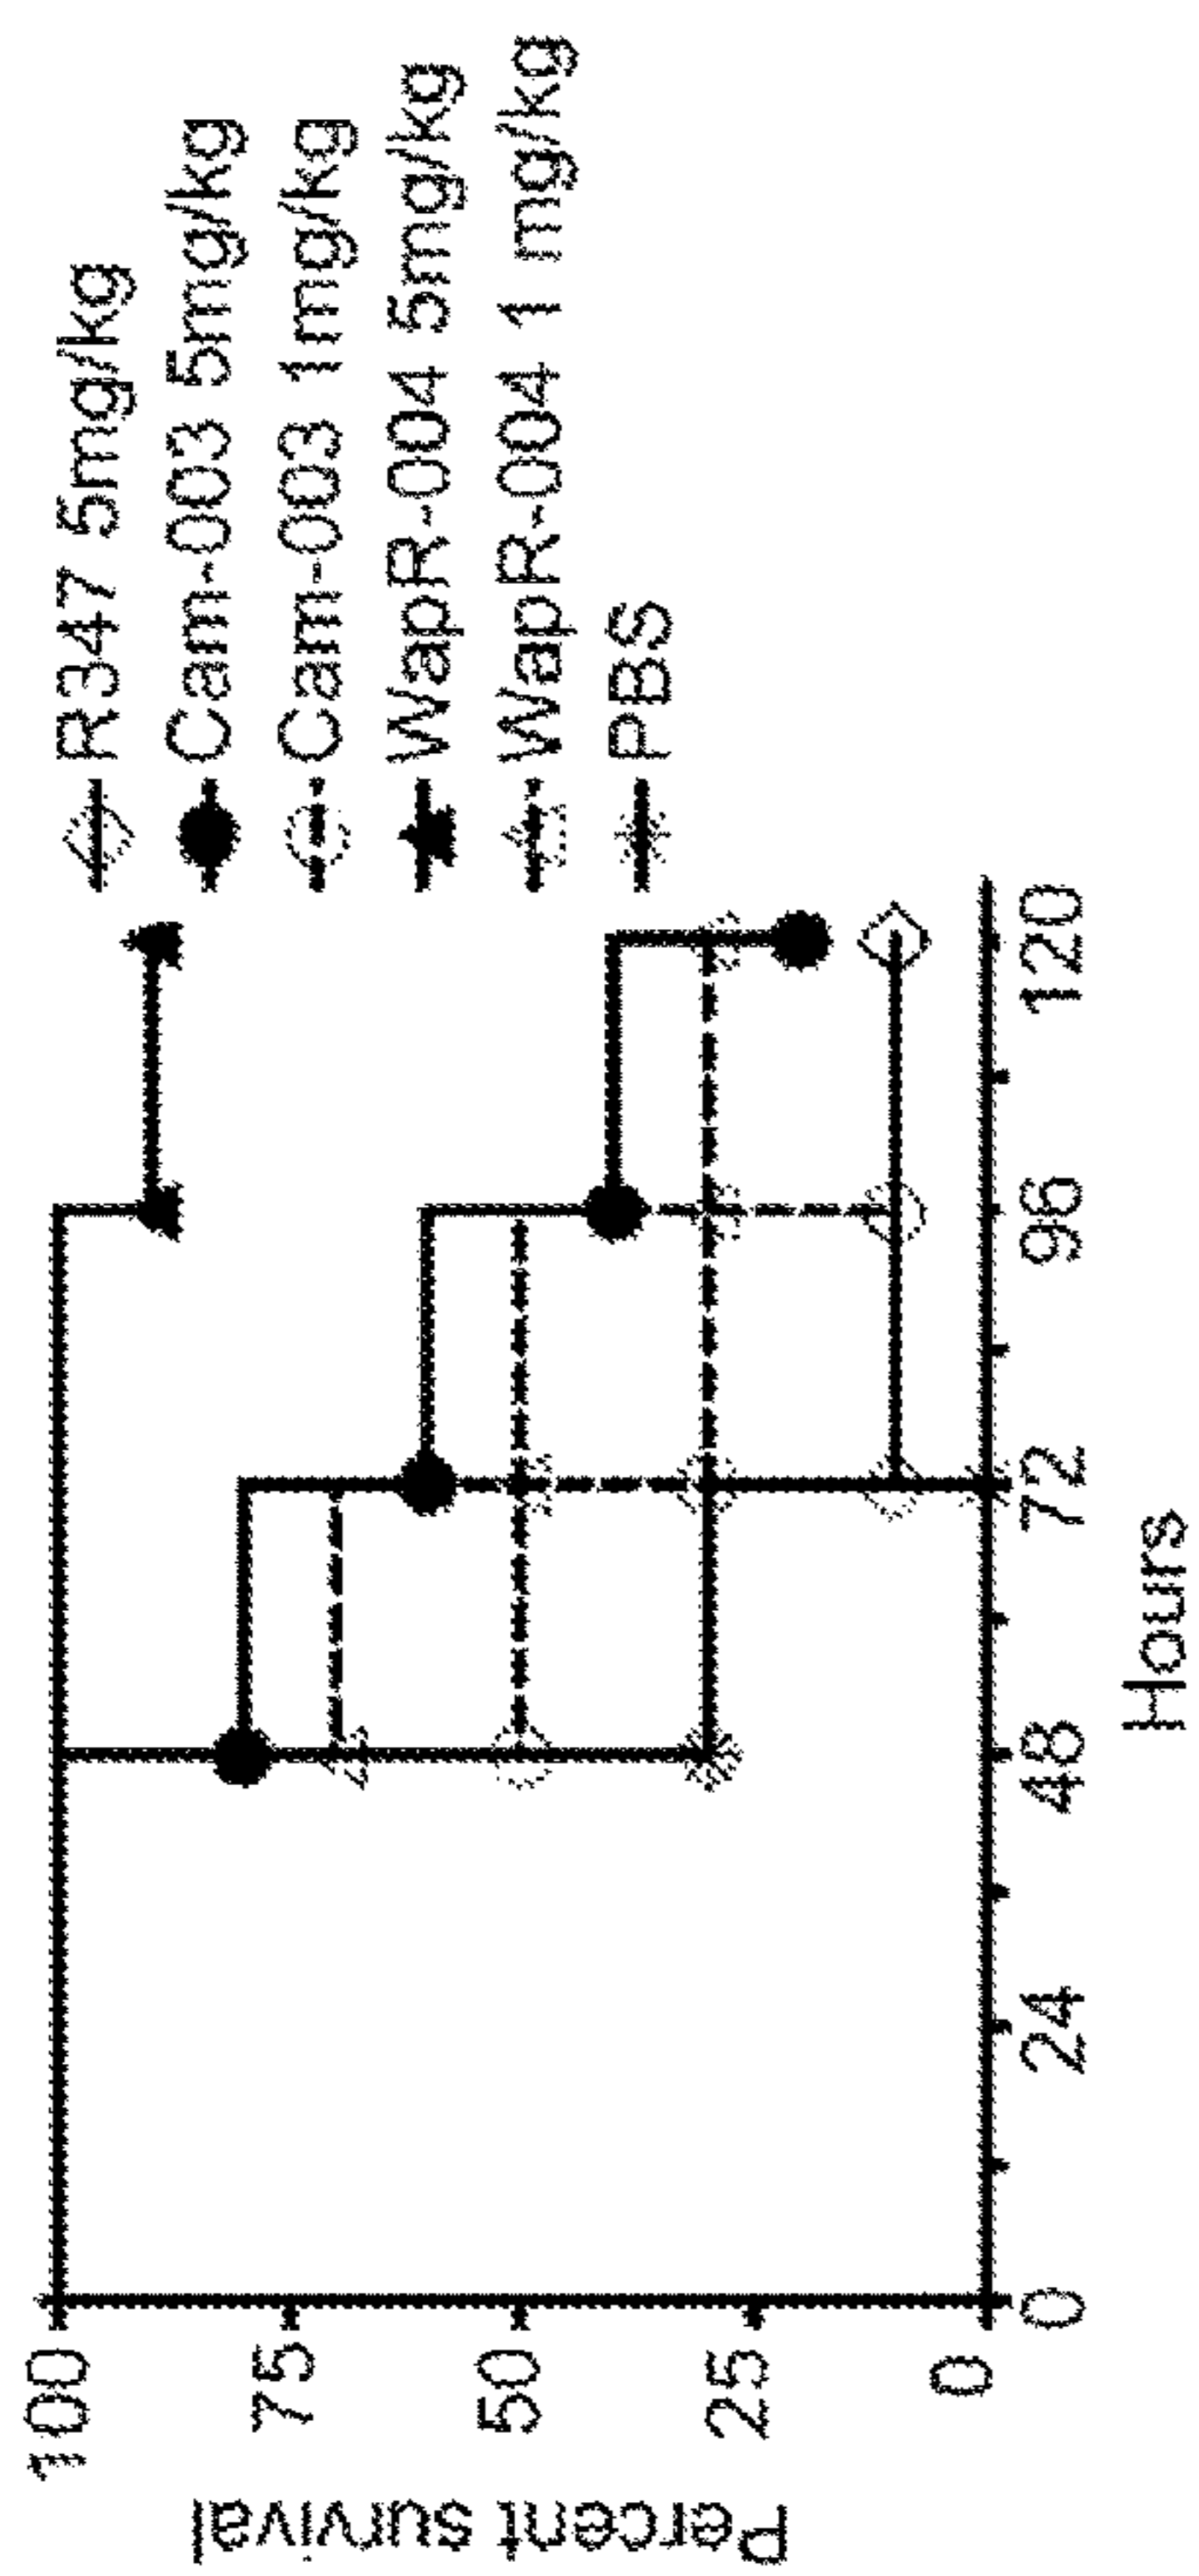 Percent survival
100
75
50
25
0
0
24
48
72
96
120
Hours
R347 5mg/kg
Cam-003 5mg/kg
Cam-003 1mg/kg
WapR-004 5mg/kg
WapR-004 1 mg/kg
PBS